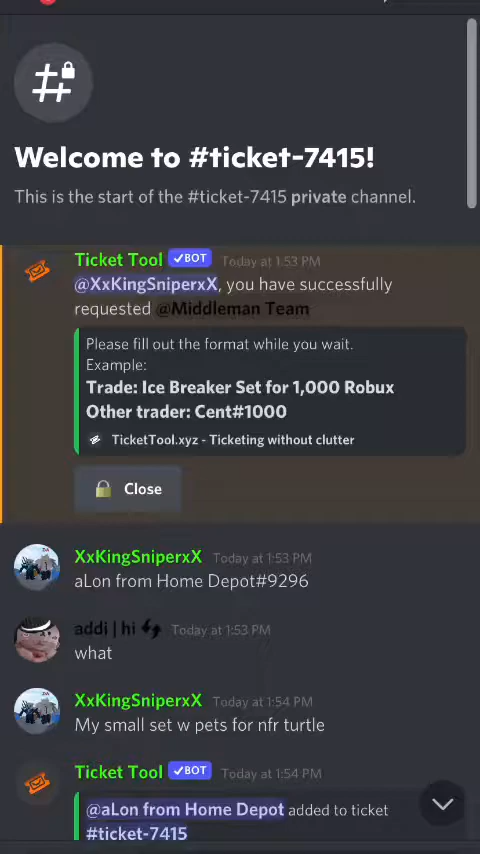 Welcome to #ticket-7415!
This is the start of the #ticket-7415 private channel.
Ticket Tool ✓BOT Today at 1:53 PM
@XxKingSniperxX, you have successfully
requested @Middleman Team
Please fill out the format while you wait.
Example:
Trade: Ice Breaker Set for 1,000 Robux
Other trader: Cent#1000
TicketTool.xyz - Ticketing without clutter
Close
XxKingSniperxX Today at 1:53 PM
aLon from Home Depot#9296
addi | hi Today at 1:53 PM
what
XxKingSniperxX Today at 1:54 PM
My small set w pets for nfr turtle
Ticket Tool ✓BOT Today at 1:54 PM
@aLon from Home Depot added to ticket
#ticket-7415